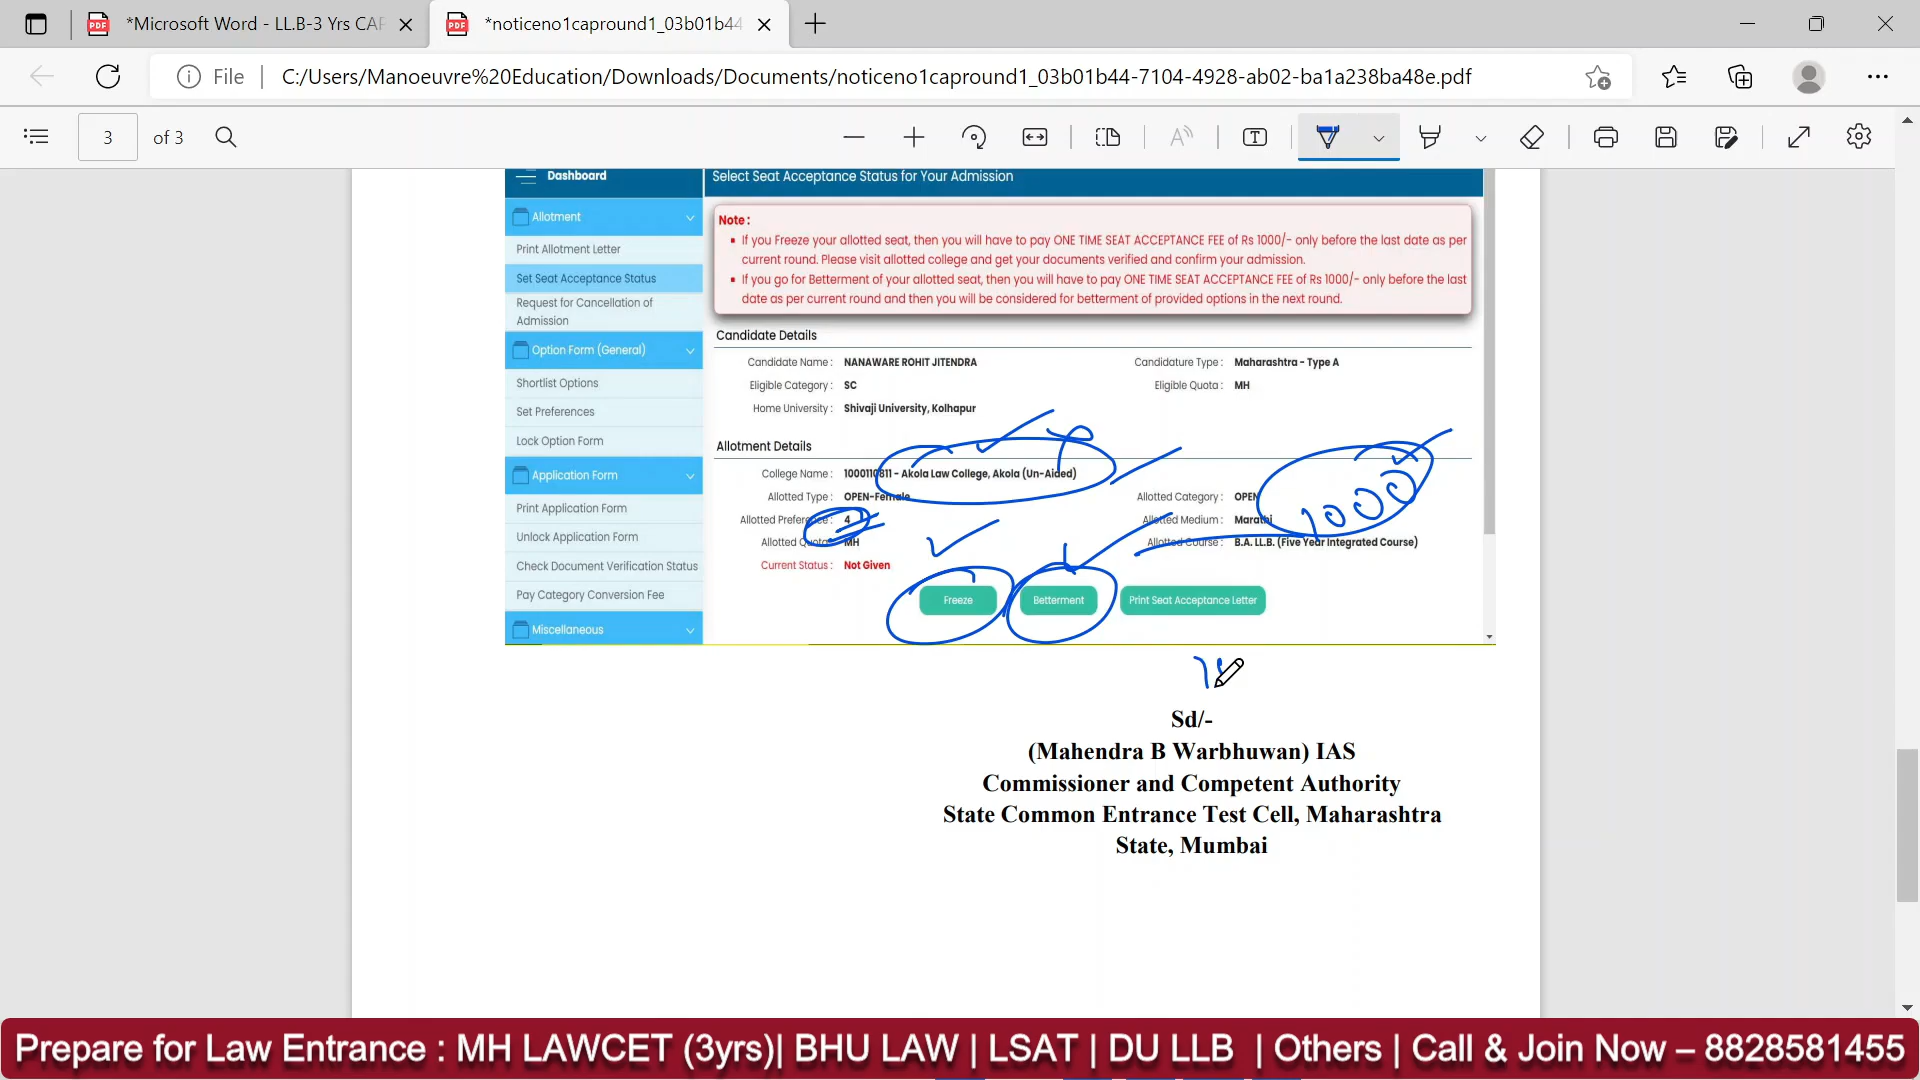 *Microsoft Word - LL.B-3 Yrs CAP
*noticeno1capround1_03b01b44
File
C:/Users/Manoeuvre%20Education/Downloads/Documents/noticeno1capround1_03b01b44-7104-4928-ab02-ba1a238ba48e.pdf
3 of 3
Dashboard
Select Seat Acceptance Status for Your Admission
Allotment
Print Allotment Letter
Set Seat Acceptance Status
Request for Cancellation of
Admission
Option Form (General)
Shortlist Options
Set Preferences
Lock Option Form
Application Form
Print Application Form
Unlock Application Form
Check Document Verification Status
Pay Category Conversion Fee
Miscellaneous
Note :
If you Freeze your allotted seat, then you will have to pay ONE TIME SEAT ACCEPTANCE FEE of Rs 1000/- only before the last date as per
current round. Please visit allotted college and get your documents verified and confirm your admission.
If you go for Betterment of your allotted seat, then you will have to pay ONE TIME SEAT ACCEPTANCE FEE of Rs 1000/- only before the last
date as per current round and then you will be considered for betterment of provided options in the next round.
Candidate Details
Candidate Name : NANAWARE ROHIT JITENDRA
Candidature Type : Maharashtra - Type A
Eligible Category : SC
Eligible Quota : MH
Home University : Shivaji University, Kolhapur
Allotment Details
College Name : 1000110811 - Akola Law College, Akola (Un-Aided)
Allotted Type : OPEN-Female
Allotted Category : OPEN
Allotted Preference : 4
Allotted Medium : Marathi
1000
Allotted Quota : MH
Allotted Course : B.A. LL.B. (Five Year Integrated Course)
Current Status : Not Given
Freeze
Betterment
Print Seat Acceptance Letter
Sd/-
(Mahendra B Warbhuwan) IAS
Commissioner and Competent Authority
State Common Entrance Test Cell, Maharashtra
State, Mumbai
Prepare for Law Entrance : MH LAWCET (3yrs)| BHU LAW | LSAT | DU LLB | Others | Call & Join Now – 8828581455